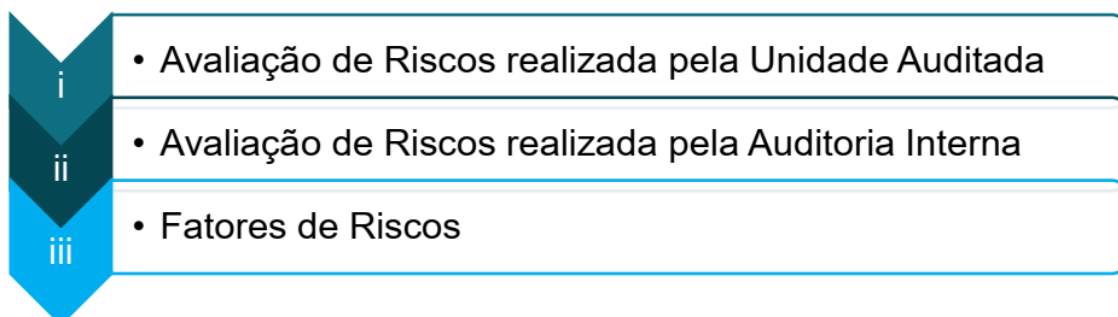 i
• Avaliação de Riscos realizada pela Unidade Auditada
ii
• Avaliação de Riscos realizada pela Auditoria Interna
iii
• Fatores de Riscos